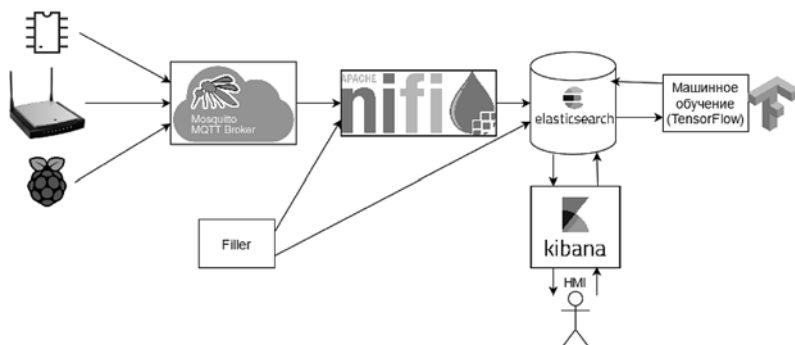 Mosquitto
MQTT Broker
APACHE
nifi
elasticsearch
Машинное
обучение
(TensorFlow)
Filler
kibana
HMI